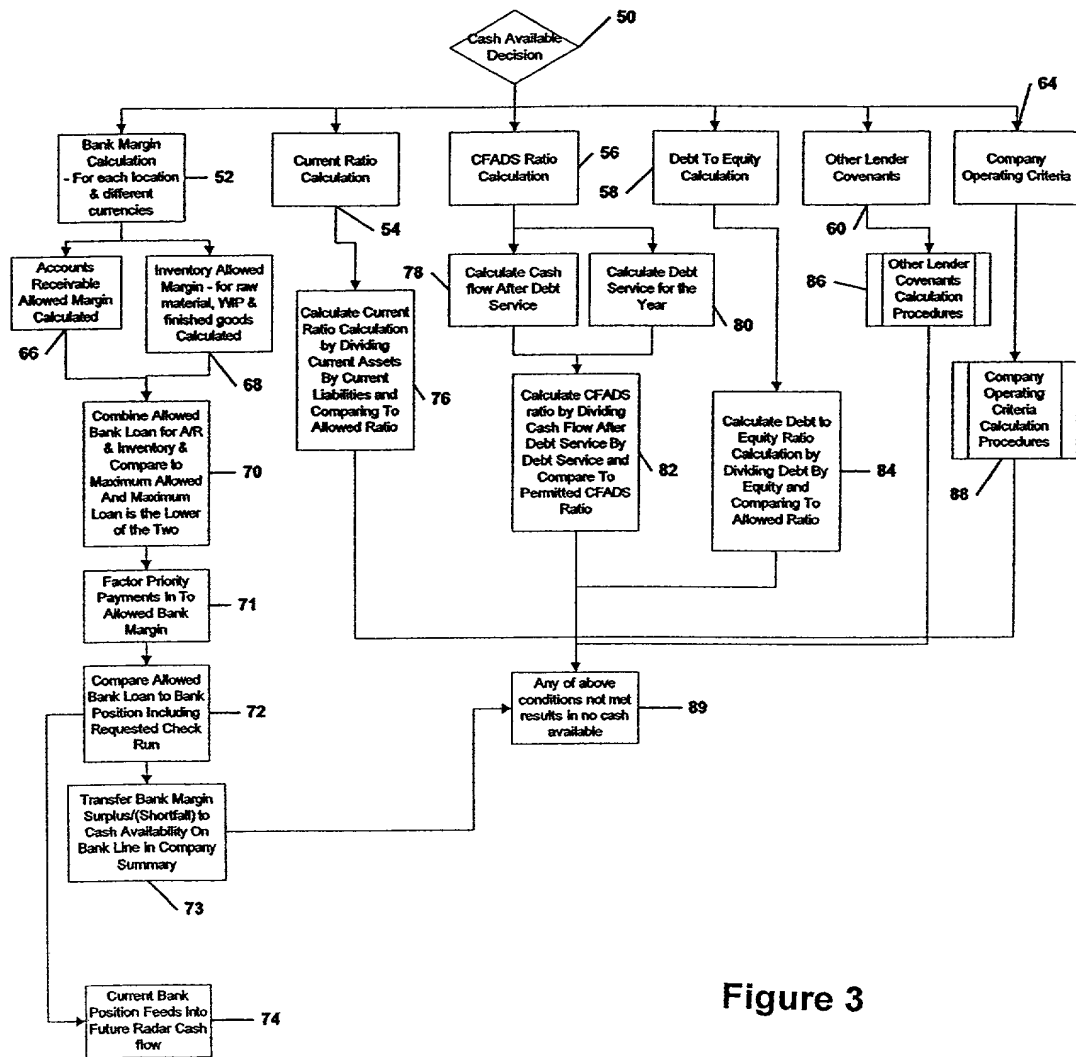 50
Cash Available
Decision
64
Bank Margin
Calculation
- For each location
& different
currencies
52
Current Ratio
Calculation
54
CFADS Ratio
Calculation
56
58
Debt To Equity
Calculation
Other Lender
Covenants
60
Company
Operating Criteria
Accounts
Receivable
Allowed Margin
Calculated
66
Inventory Allowed
Margin - for raw
material, WIP &
finished goods
Calculated
68
78
Calculate Cash
flow After Debt
Service
Calculate Debt
Service for the
Year
80
86
Other Lender
Covenants
Calculation
Procedures
Calculate Current
Ratio Calculation
by Dividing
Current Assets
By Current
Liabilities and
Comparing To
Allowed Ratio
76
Combine Allowed
Bank Loan for A/R
& Inventory &
Compare to
Maximum Allowed
And Maximum
Loan is the Lower
of the Two
70
Calculate CFADS
ratio by Dividing
Cash Flow After
Debt Service By
Debt Service and
Compare To
Permitted CFADS
Ratio
82
Calculate Debt to
Equity Ratio
Calculation by
Dividing Debt By
Equity and
Comparing To
Allowed Ratio
84
Company
Operating
Criteria
Calculation
Procedures
88
Factor Priority
Payments In To
Allowed Bank
Margin
71
Compare Allowed
Bank Loan to Bank
Position Including
Requested Check
Run
72
Any of above
conditions not met
results in no cash
available
89
Transfer Bank Margin
Surplus/(Shortfall) to
Cash Availability On
Bank Line in Company
Summary
73
Current Bank
Position Feeds Into
Future Radar Cash
flow
74
Figure 3